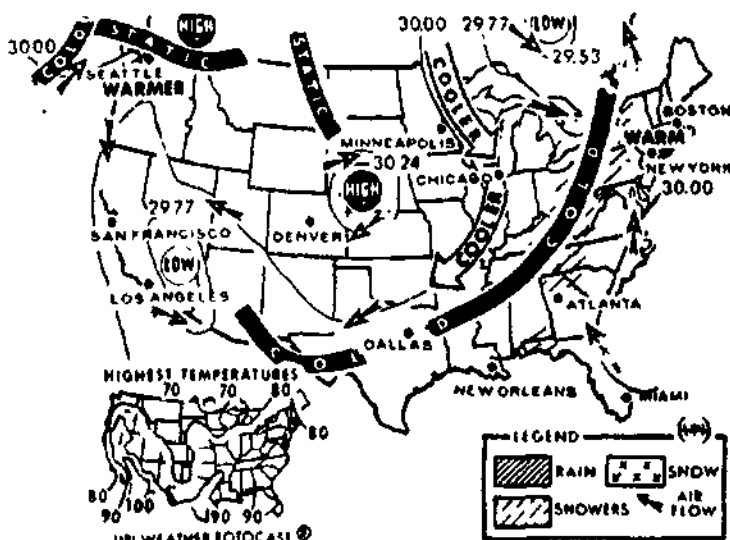 HIGH
30.00 29.77 LOW
29.53
30.00 COLD STATIC
STATIC
COOLER
SEATTLE
WARMER
BOSTON
MINNEAPOLIS
WARM
30.24
CHICAGO
NEW YORK
30.00
HIGH
COLD
29.77
SAN FRANCISCO
DENVER
COOLER
LOW
LOS ANGELES
ATLANTA
DALLAS
HIGHEST TEMPERATURES
70 70 80
NEW ORLEANS
MIAMI
80
LEGEND
RAIN
SNOW
SHOWERS
AIR
FLOW
80
90
100
90
90
UPI WEATHER FOTOCAST ®